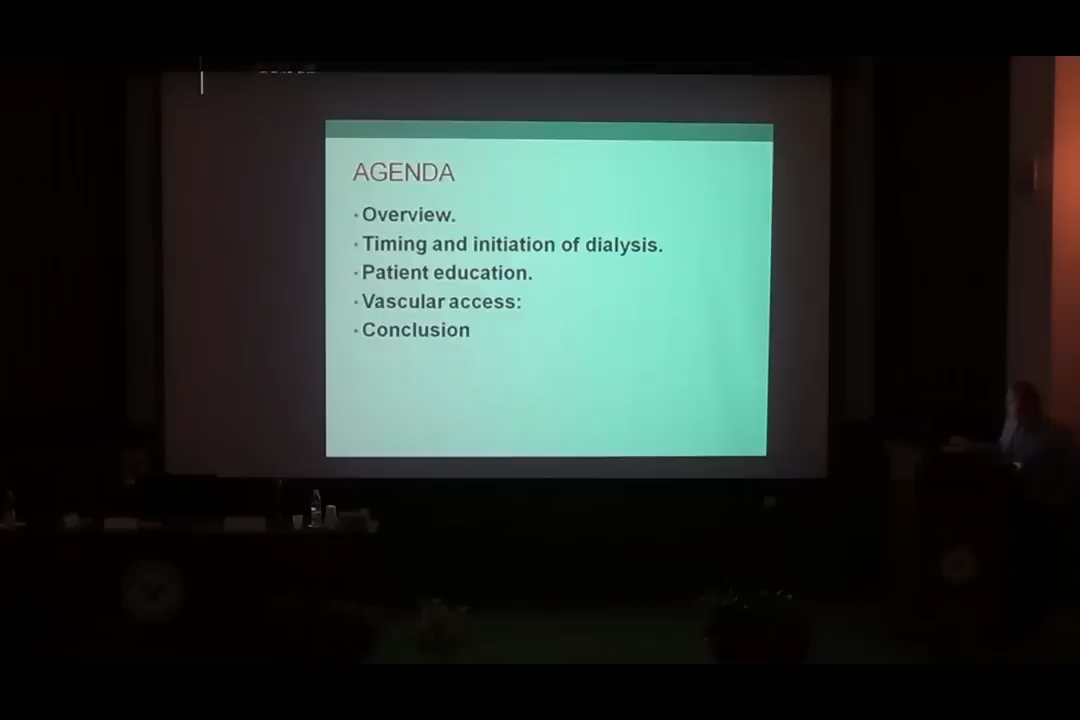 AGENDA
· Overview.
· Timing and initiation of dialysis.
· Patient education.
· Vascular access:
· Conclusion